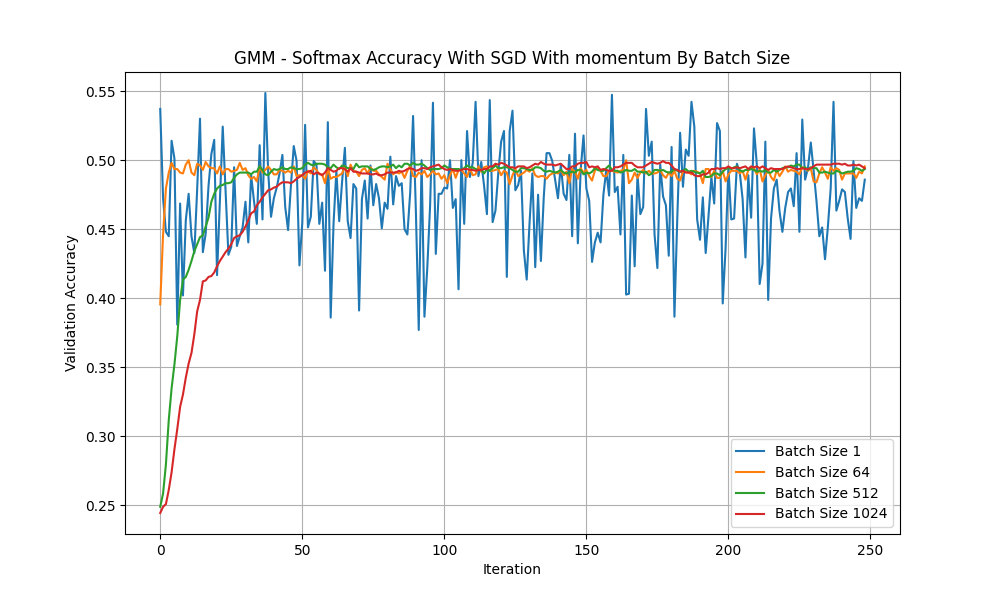 GMM - Softmax Accuracy With SGD With momentum By Batch Size
Validation Accuracy
0.55
0.50
0.45
0.40
0.35
0.30
0.25
Batch Size 1
Batch Size 64
Batch Size 512
Batch Size 1024
0 50 100 150 200 250
Iteration